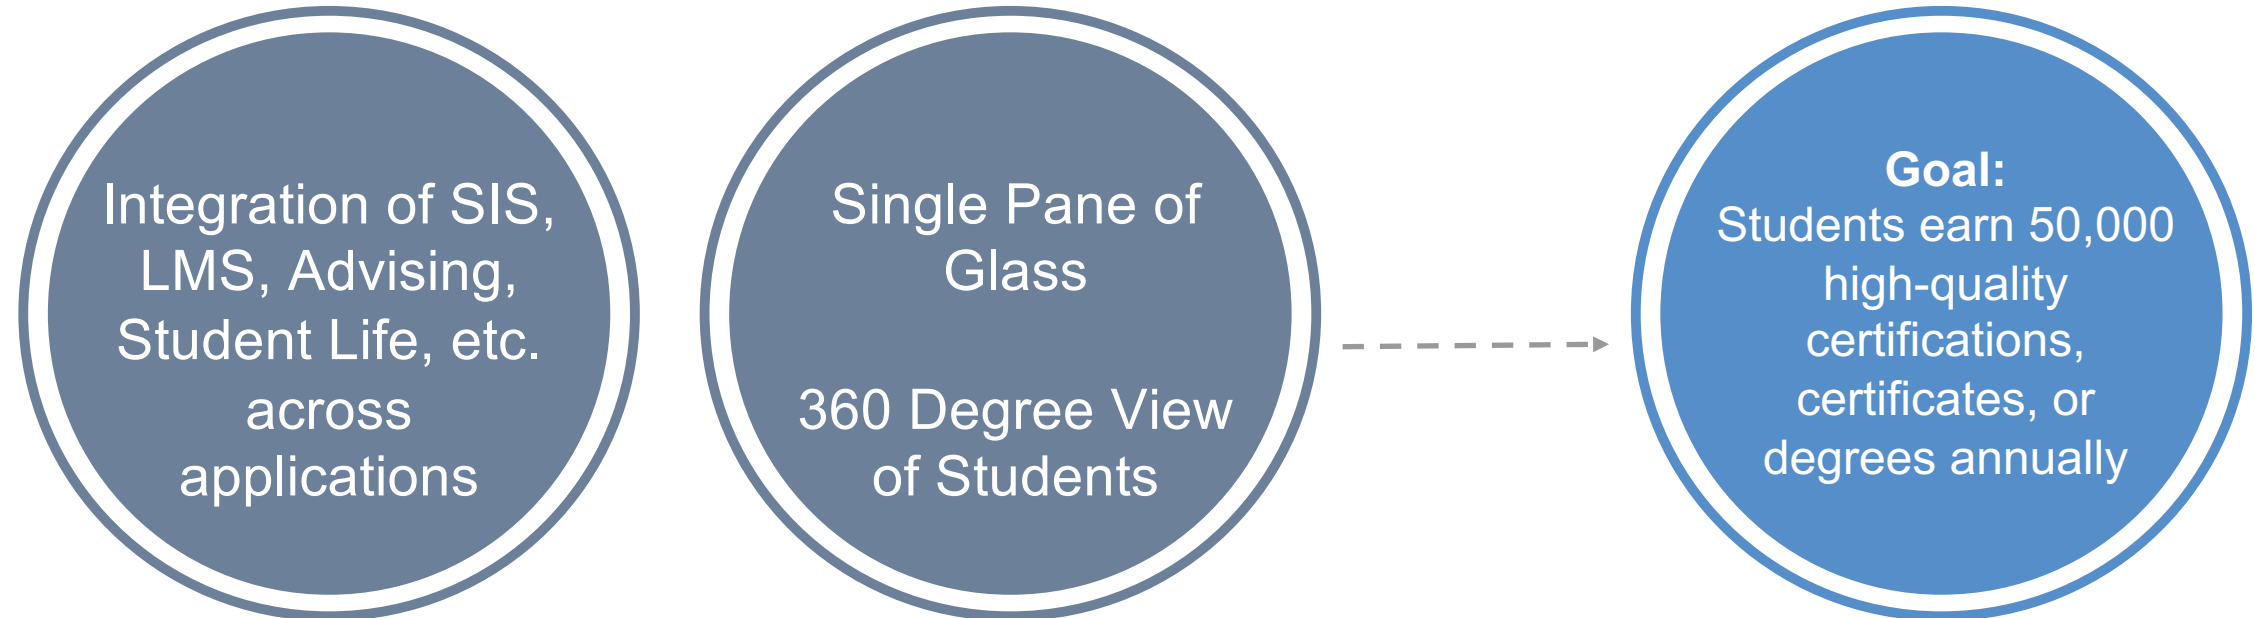 Integration of SIS,
LMS, Advising,
Student Life, etc.
across
applications
Single Pane of
Glass
360 Degree View
of Students
Goal:
Students earn 50,000
high-quality
certifications,
certificates, or
degrees annually